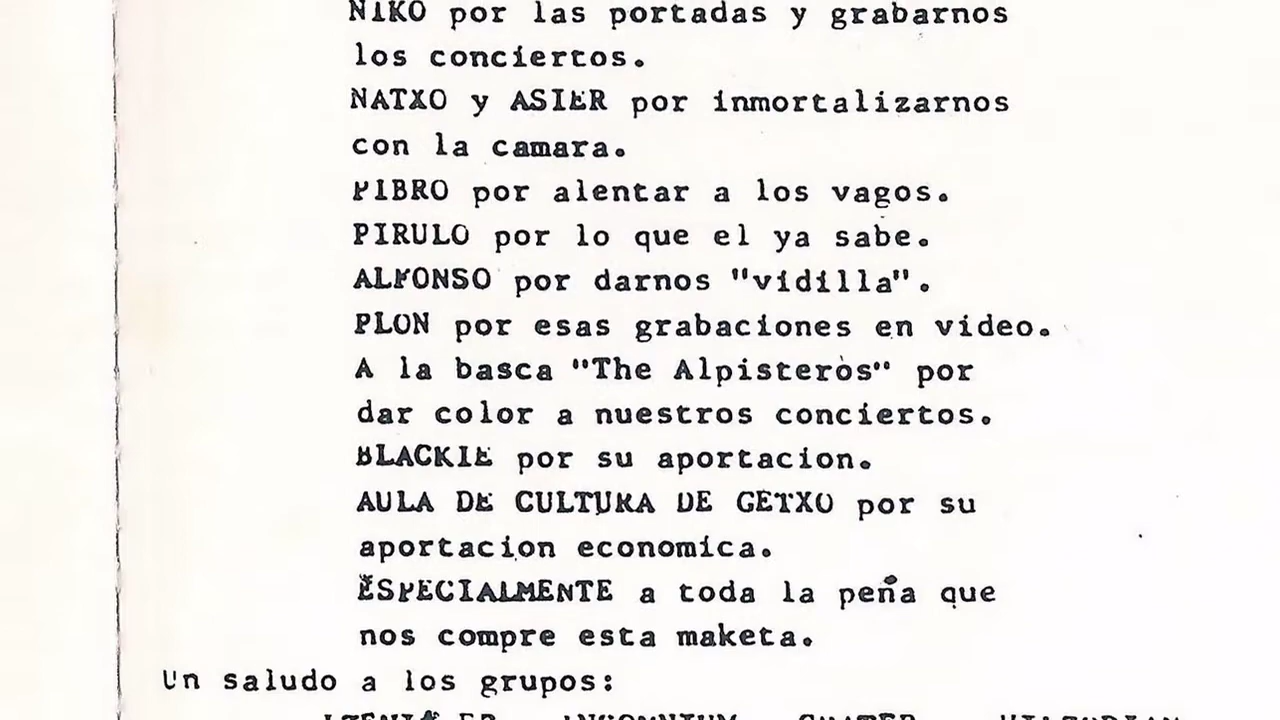 NIKO por las portadas y grabarnos
los conciertos.
NATXO y ASIER por inmortalizarnos
con la camara.
PIBRO por alentar a los vagos.
PIRULO por lo que el ya sabe.
ALFONSO por darnos "vidilla".
PLON por esas grabaciones en video.
A la basca "The Alpisteros" por
dar color a nuestros conciertos.
BLACKIE por su aportacion.
AULA DE CULTURA DE GETXO por su
aportacion economica.
ESPECIALMENTE a toda la peña que
nos compre esta maketa.
Un saludo a los grupos: